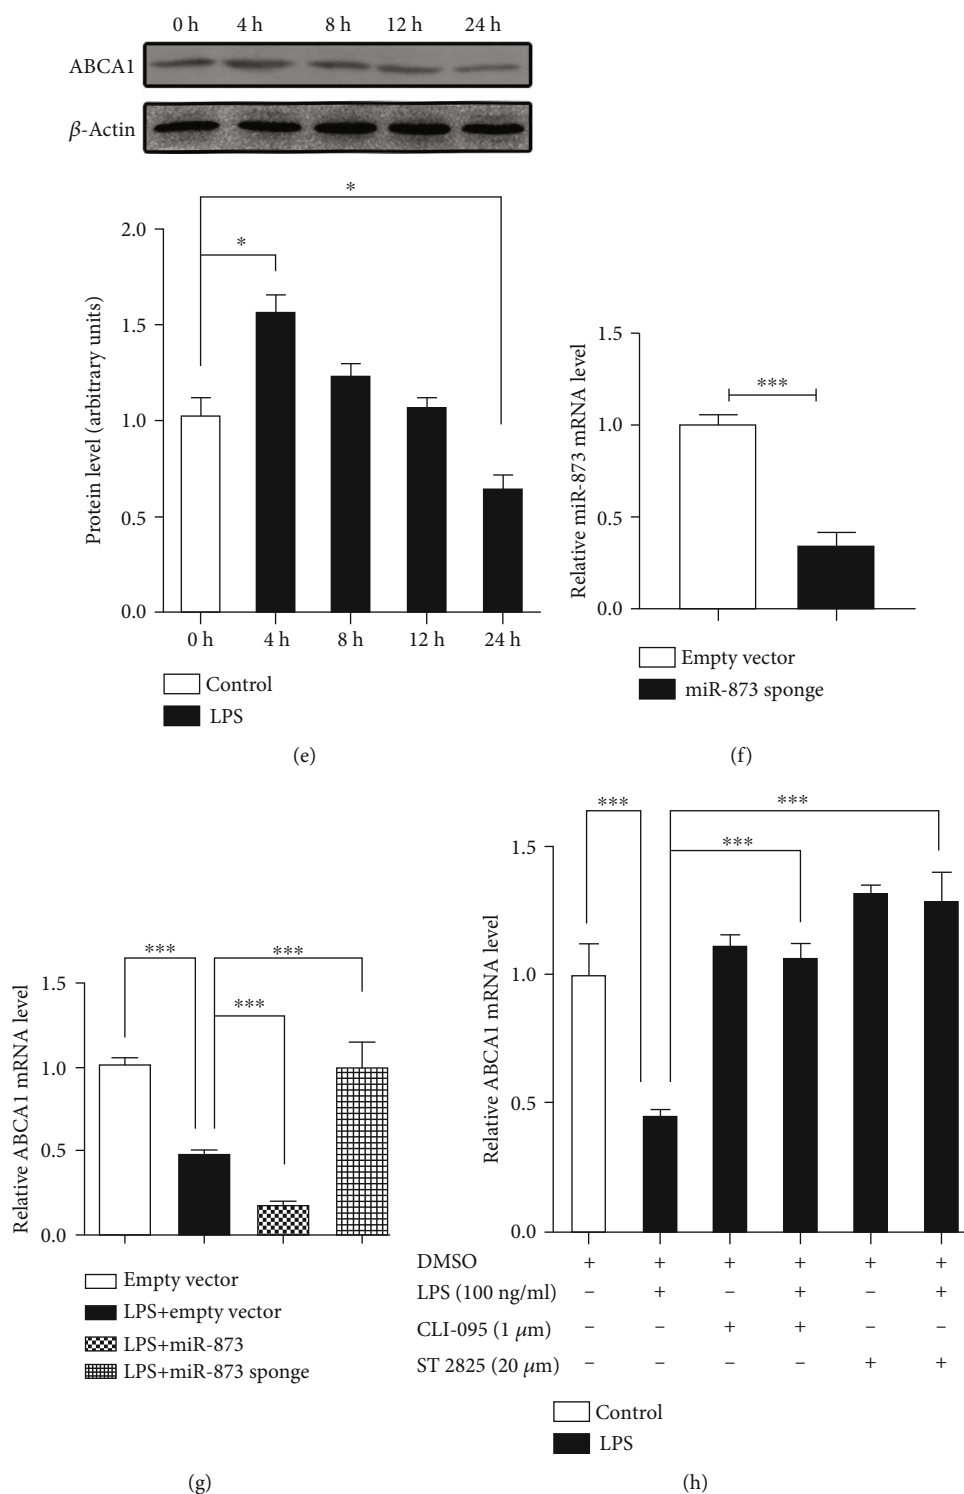 0 h 4 h 8 h 12 h 24 h
ABCA1
β-Actin
*
*
Protein level (arbitrary units)
2.0
1.5
1.0
0.5
0.0
0 h 4 h 8 h 12 h 24 h
Control
LPS
(e)
Relative miR-873 mRNA level
1.5
1.0
0.5
0.0
***
Empty vector
miR-873 sponge
(f)
Relative ABCA1 mRNA level
1.5
1.0
0.5
0.0
*** ***
***
Empty vector
LPS+empty vector
LPS+miR-873
LPS+miR-873 sponge
(g)
Relative ABCA1 mRNA level
1.5
1.0
0.5
0.0
*** ***
***
DMSO + + + + + +
LPS (100 ng/ml) − + − + − +
CLI-095 (1 μm) − − + + − −
ST 2825 (20 μm) − − − − + +
Control
LPS
(h)